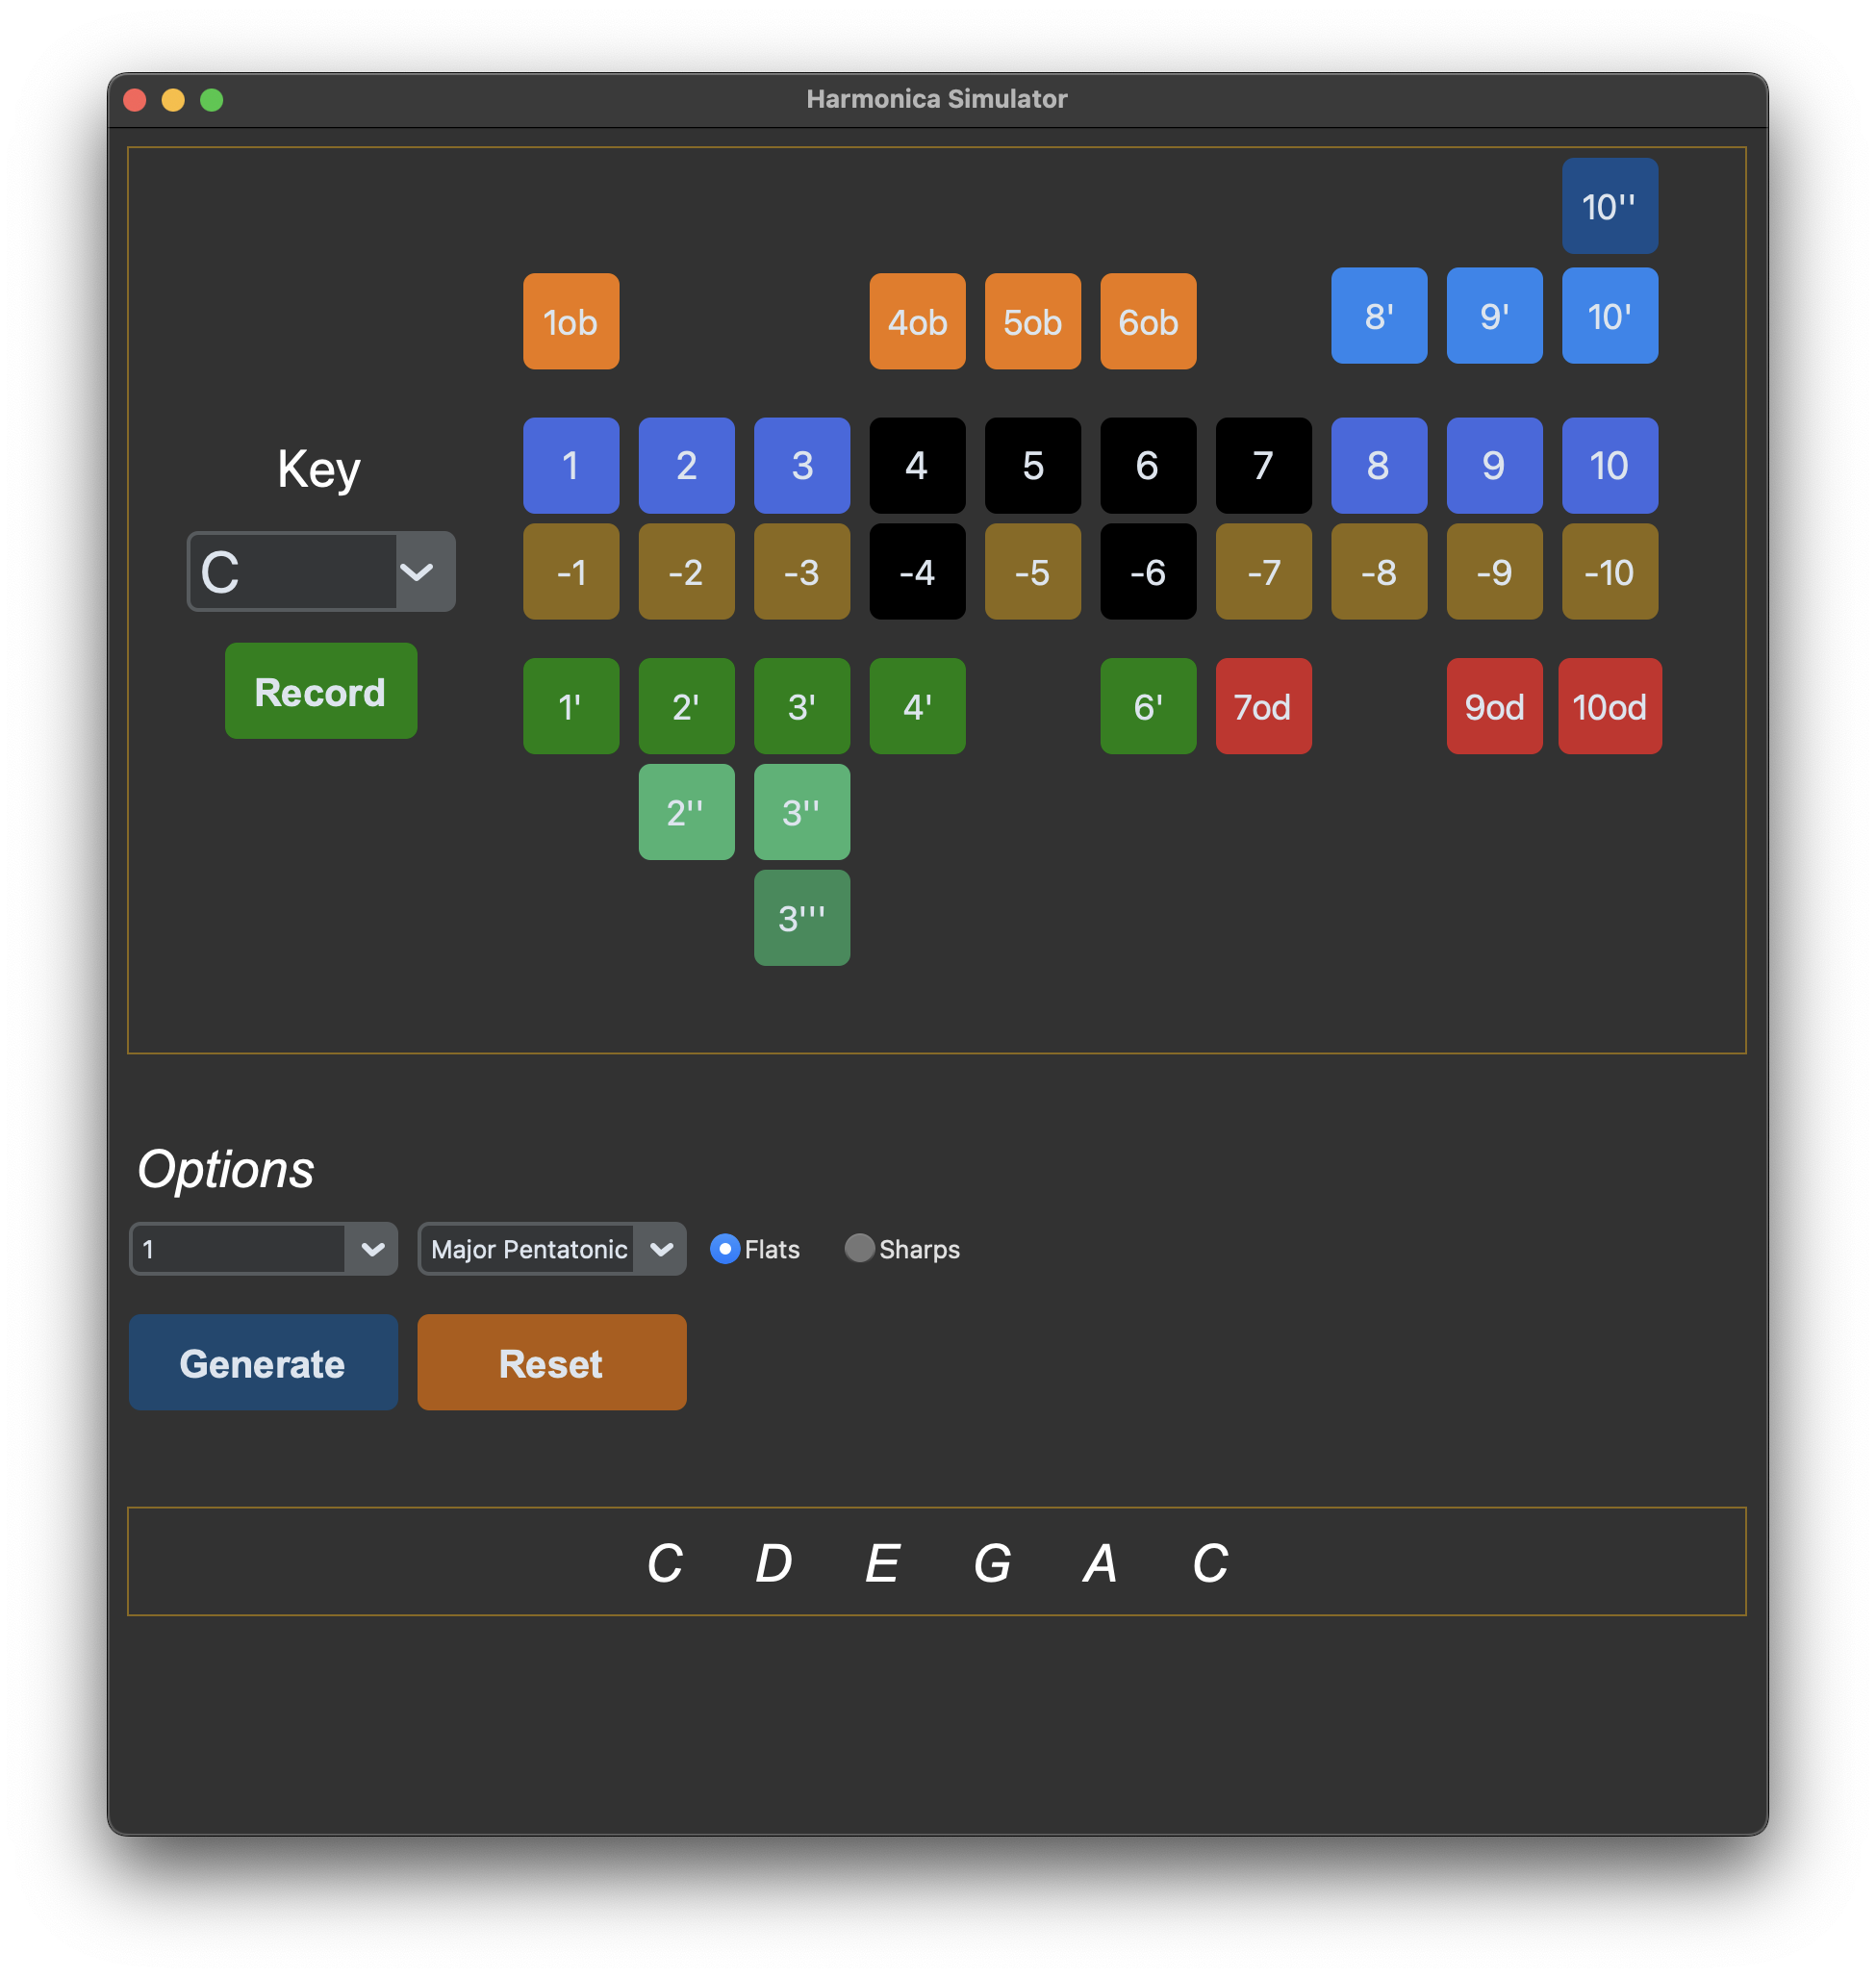 Harmonica Simulator
10''
1ob 4ob 5ob 6ob 8' 9' 10'
Key
1 2 3 4 5 6 7 8 9 10
C
-1 -2 -3 -4 -5 -6 -7 -8 -9 -10
Record
1' 2' 3' 4' 6' 7od 9od 10od
2'' 3''
3'''
Options
1 Major Pentatonic Flats Sharps
Generate Reset
C D E G A C